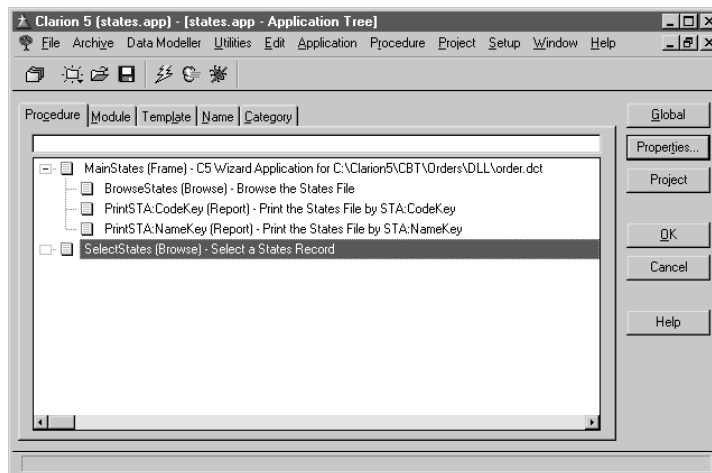 Clarion 5 (states.app) - [states.app - Application Tree]
File Archive Data Modeller Utilities Edit Application Procedure Project Setup Window Help
Procedure Module Template Name Category
Global
Properties...
Project
OK
Cancel
Help
MainStates (Frame) - C5 Wizard Application for C:\Clarion5\CBT\Orders\DLL\order.dct
BrowseStates (Browse) - Browse the States File
PrintSTA:CodeKey (Report) - Print the States File by STA:CodeKey
PrintSTA:NameKey (Report) - Print the States File by STA:NameKey
SelectStates (Browse) - Select a States Record